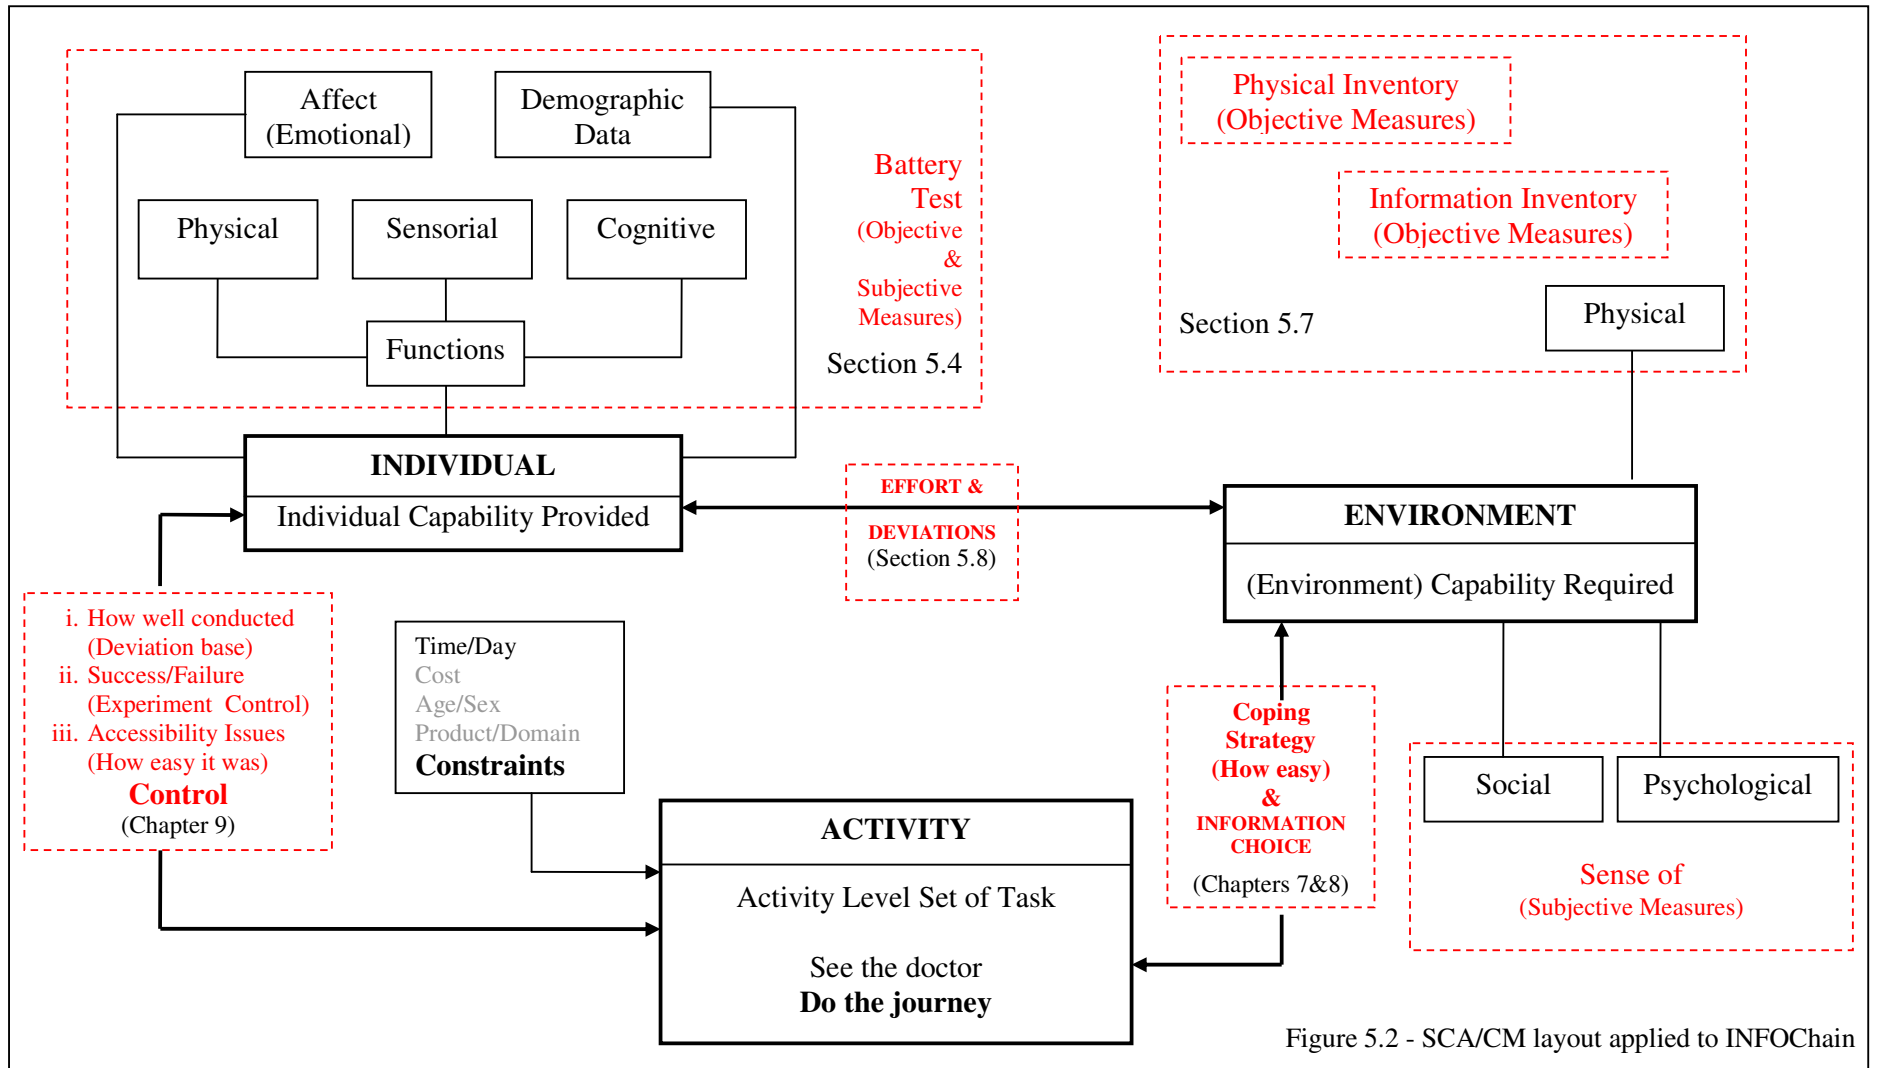 Affect
(Emotional)
Demographic
Data
Physical
Sensorial
Cognitive
Functions
Battery
Test
(Objective
&
Subjective
Measures)
Section 5.4
Physical Inventory
(Objective Measures)
Information Inventory
(Objective Measures)
Section 5.7
Physical
INDIVIDUAL
Individual Capability Provided
EFFORT &
DEVIATIONS
(Section 5.8)
ENVIRONMENT
(Environment) Capability Required
i. How well conducted
(Deviation base)
ii. Success/Failure
(Experiment Control)
iii. Accessibility Issues
(How easy it was)
Control
(Chapter 9)
Time/Day
Cost
Age/Sex
Product/Domain
Constraints
ACTIVITY
Activity Level Set of Task
See the doctor
Do the journey
Coping
Strategy
(How easy)
&
INFORMATION
CHOICE
(Chapters 7&8)
Social
Psychological
Sense of
(Subjective Measures)
Figure 5.2 - SCA/CM layout applied to INFOChain